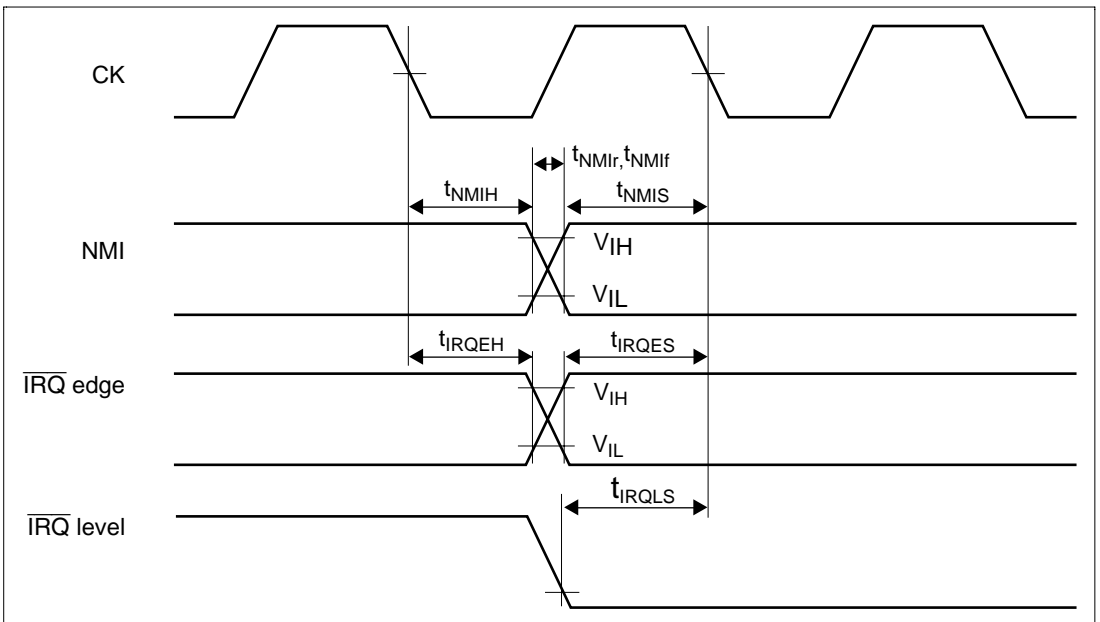 CK
tNMIr,tNMIf
tNMIH
tNMIS
NMI
VIH
VIL
tIRQEH
tIRQES
IRQ edge
VIH
VIL
tIRQLS
IRQ level